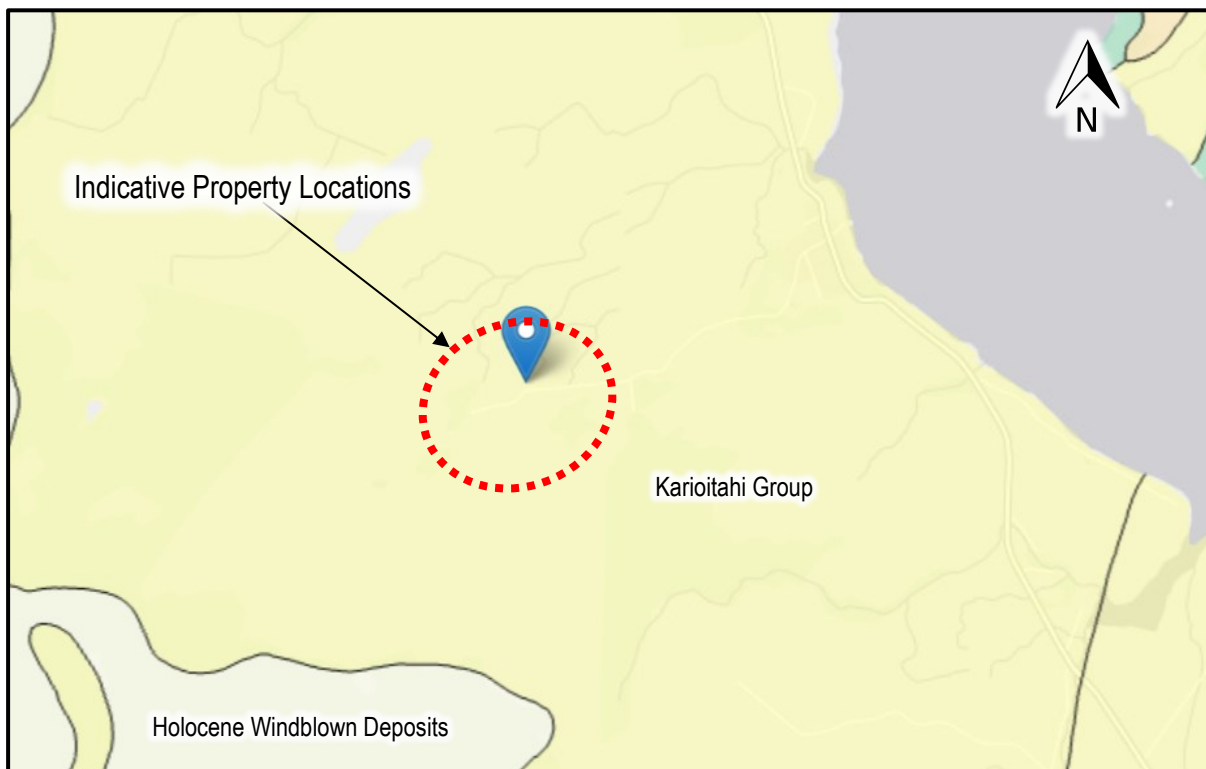 N
Indicative Property Locations
Karioitahi Group
Holocene Windblown Deposits